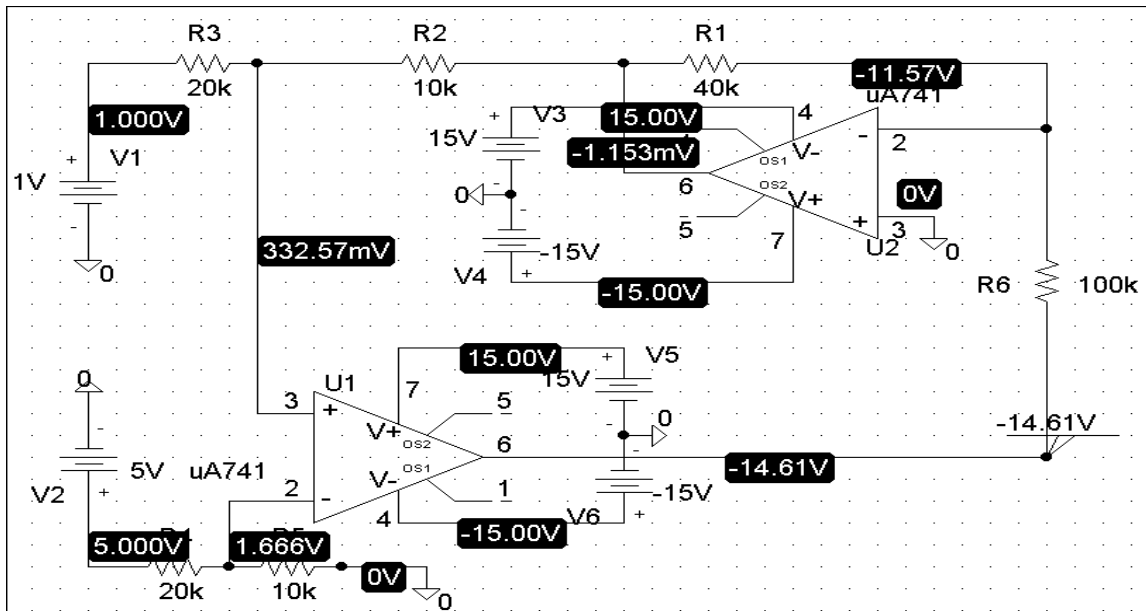 R3
R2
R1
20k
10k
40k
-11.57V
uA741
1.000V
V3
15.00V
4
V1
15V
-1.153mV
OS1
V-
-
2
1V
0
6
OS2
V+
0V
5
+
3
0
-15V
7
U2
0
332.57mV
V4
-15.00V
R6
100k
15.00V
V5
0
U1
7
15V
3
+
5
0
V+
OS2
6
-14.61V
5V
uA741
V-
OS1
-14.61V
V2
2
-
1
-15V
4
V6
5.000V
1.666V
-15.00V
0V
20k
10k
0